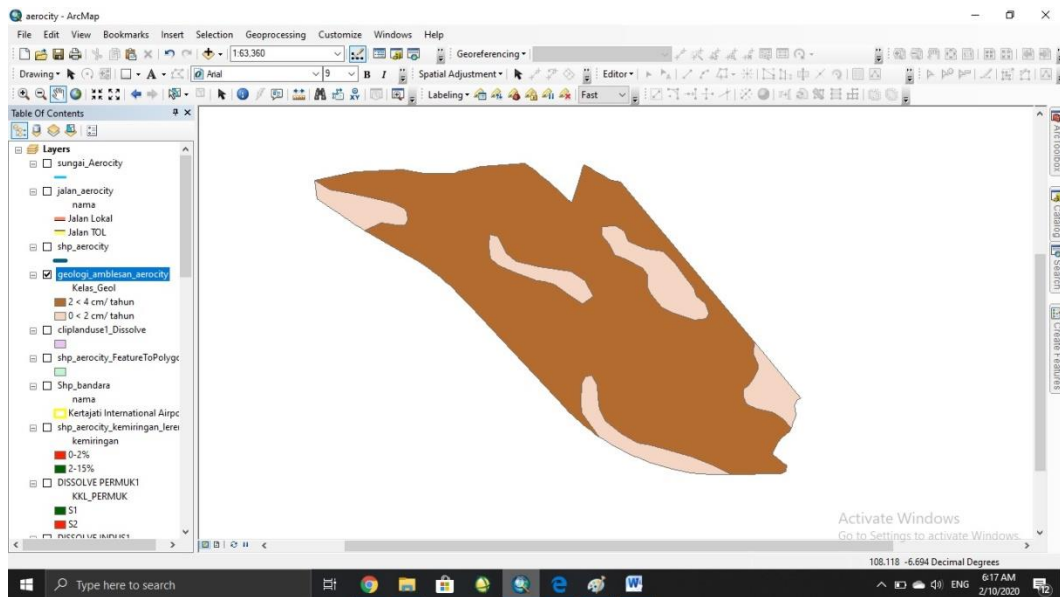 aerocity - ArcMap
File Edit View Bookmarks Insert Selection Geoprocessing Customize Windows Help
1:63,360 Georeferencing
Drawing A Arial 9 B I Spatial Adjustment Editor
Labeling Fast
Table Of Contents
Layers
sungai_Aerocity
jalan_aerocity
nama
Jalan Lokal
Jalan TOL
shp_aerocity
geologi_amblesan_aerocity
Kelas_Geol
2 < 4 cm/ tahun
0 < 2 cm/ tahun
cliplanduse1_Dissolve
shp_aerocity_FeatureToPolygo
Shp_bandara
nama
Kertajati International Airpo
shp_aerocity_kemiringan_leren
kemiringan
0-2%
2-15%
DISSOLVE PERMUK1
KKL_PERMUK
S1
S2
DISSOLVE INDUS1
ArcToolbox
Catalog
Search
Create Features
Activate Windows
Go to Settings to activate Windows.
108.118 -6.694 Decimal Degrees
Type here to search
ENG
6:17 AM
2/10/2020
12